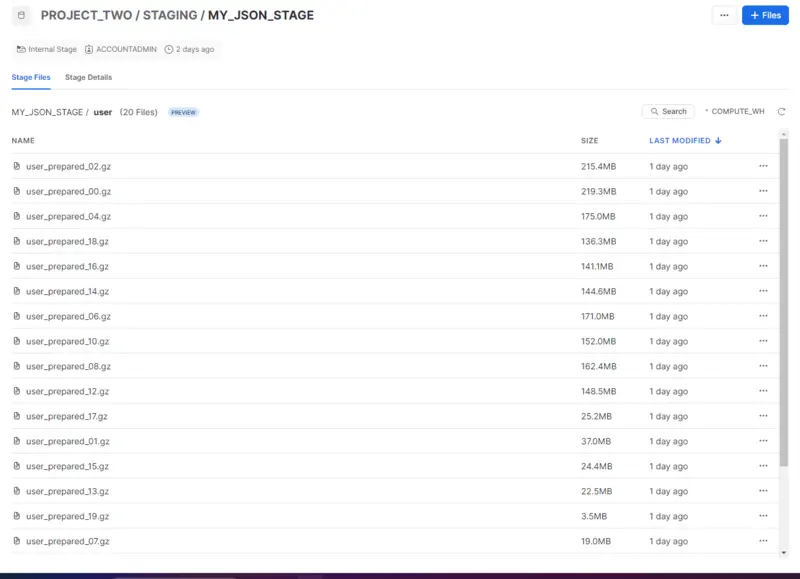 PROJECT_TWO / STAGING / MY_JSON_STAGE
... + Files
Internal Stage ACCOUNTADMIN 2 days ago
Stage Files Stage Details
MY_JSON_STAGE / user (20 Files) PREVIEW Search COMPUTE_WH
NAME SIZE LAST MODIFIED ↓
user_prepared_02.gz 215.4MB 1 day ago ...
user_prepared_00.gz 219.3MB 1 day ago ...
user_prepared_04.gz 175.0MB 1 day ago ...
user_prepared_18.gz 136.3MB 1 day ago ...
user_prepared_16.gz 141.1MB 1 day ago ...
user_prepared_14.gz 144.6MB 1 day ago ...
user_prepared_06.gz 171.0MB 1 day ago ...
user_prepared_10.gz 152.0MB 1 day ago ...
user_prepared_08.gz 162.4MB 1 day ago ...
user_prepared_12.gz 148.5MB 1 day ago ...
user_prepared_17.gz 25.2MB 1 day ago ...
user_prepared_01.gz 37.0MB 1 day ago ...
user_prepared_15.gz 24.4MB 1 day ago ...
user_prepared_13.gz 22.5MB 1 day ago ...
user_prepared_19.gz 3.5MB 1 day ago ...
user_prepared_07.gz 19.0MB 1 day ago ...